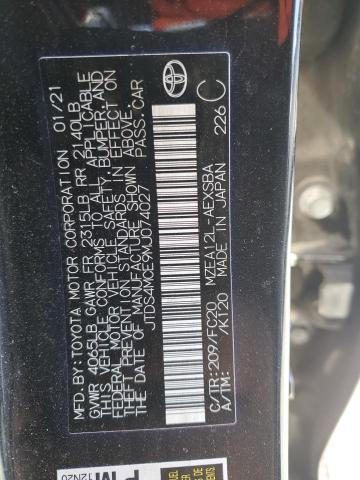 MFD.BY:TOYOTA MOTOR CORPORATION 01/21
GVWR 4065LB GAWR FR 2315LB RR 2140LB
THIS VEHICLE CONFORMS TO ALL APPLICABLE
FEDERAL MOTOR VEHICLE SAFETY, BUMPER,AND
THEFT PREVENTION STANDARDS IN EFFECT ON
THE DATE OF MANUFACTURE SHOWN ABOVE.
JTDS4MCE9MJ074027 PASS.CAR
C/TR:209/FC20 MZEA12L-AEXSBA
A/TM: /K120 MADE IN JAPAN 226 C
PM
12N20